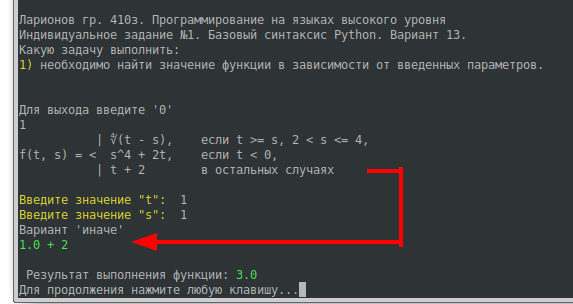 Ларионов гр. 410з. Программирование на языках высокого уровня
Индивидуальное задание №1. Базовый синтаксис Python. Вариант 13.
Какую задачу выполнить:
1) необходимо найти значение функции в зависимости от введенных параметров.
Для выхода введите '0'
1
| ∜(t - s), если t >= s, 2 < s <= 4,
f(t, s) = < s^4 + 2t, если t < 0,
| t + 2 в остальных случаях
Введите значение "t": 1
Введите значение "s": 1
Вариант 'иначе'
1.0 + 2
Результат выполнения функции: 3.0
Для продолжения нажмите любую клавишу...